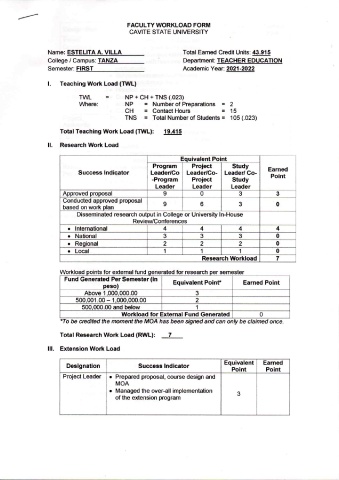 FACULTY WORKLOAD FORM
CAVITE STATE UNIVERSITY
Name: ESTELITA A. VILLA Total Earned Credit Units: 43.915
College / Campus: TANZA Department: TEACHER EDUCATION
Semester: FIRST Academic Year: 2021-2022
I. Teaching Work Load (TWL)
TWL = NP + CH + TNS (.023)
Where: NP = Number of Preparations = 2
CH = Contact Hours = 15
TNS = Total Number of Students = 105 (.023)
Total Teaching Work Load (TWL): 19.415
II. Research Work Load
Success Indicator Equivalent Point Earned Point
Program Leader/Co-Program Leader Project Leader/Co-Project Leader Study Leader/ Co-Study Leader
Approved proposal 9 0 3 3
Conducted approved proposal based on work plan 9 6 3 0
Disseminated research output in College or University In-House Review/Conferences
• International 4 4 4 4
• National 3 3 3 0
• Regional 2 2 2 0
• Local 1 1 1 0
Research Workload 7
Workload points for external fund generated for research per semester
Fund Generated Per Semester (in peso) Equivalent Point* Earned Point
Above 1,000,000.00 3
500,001.00 – 1,000,000.00 2
500,000.00 and below 1
Workload for External Fund Generated 0
*To be credited the moment the MOA has been signed and can only be claimed once.
Total Research Work Load (RWL): 7
III. Extension Work Load
Designation Success Indicator Equivalent Point Earned Point
Project Leader • Prepared proposal, course design and MOA
• Managed the over-all implementation of the extension program 3